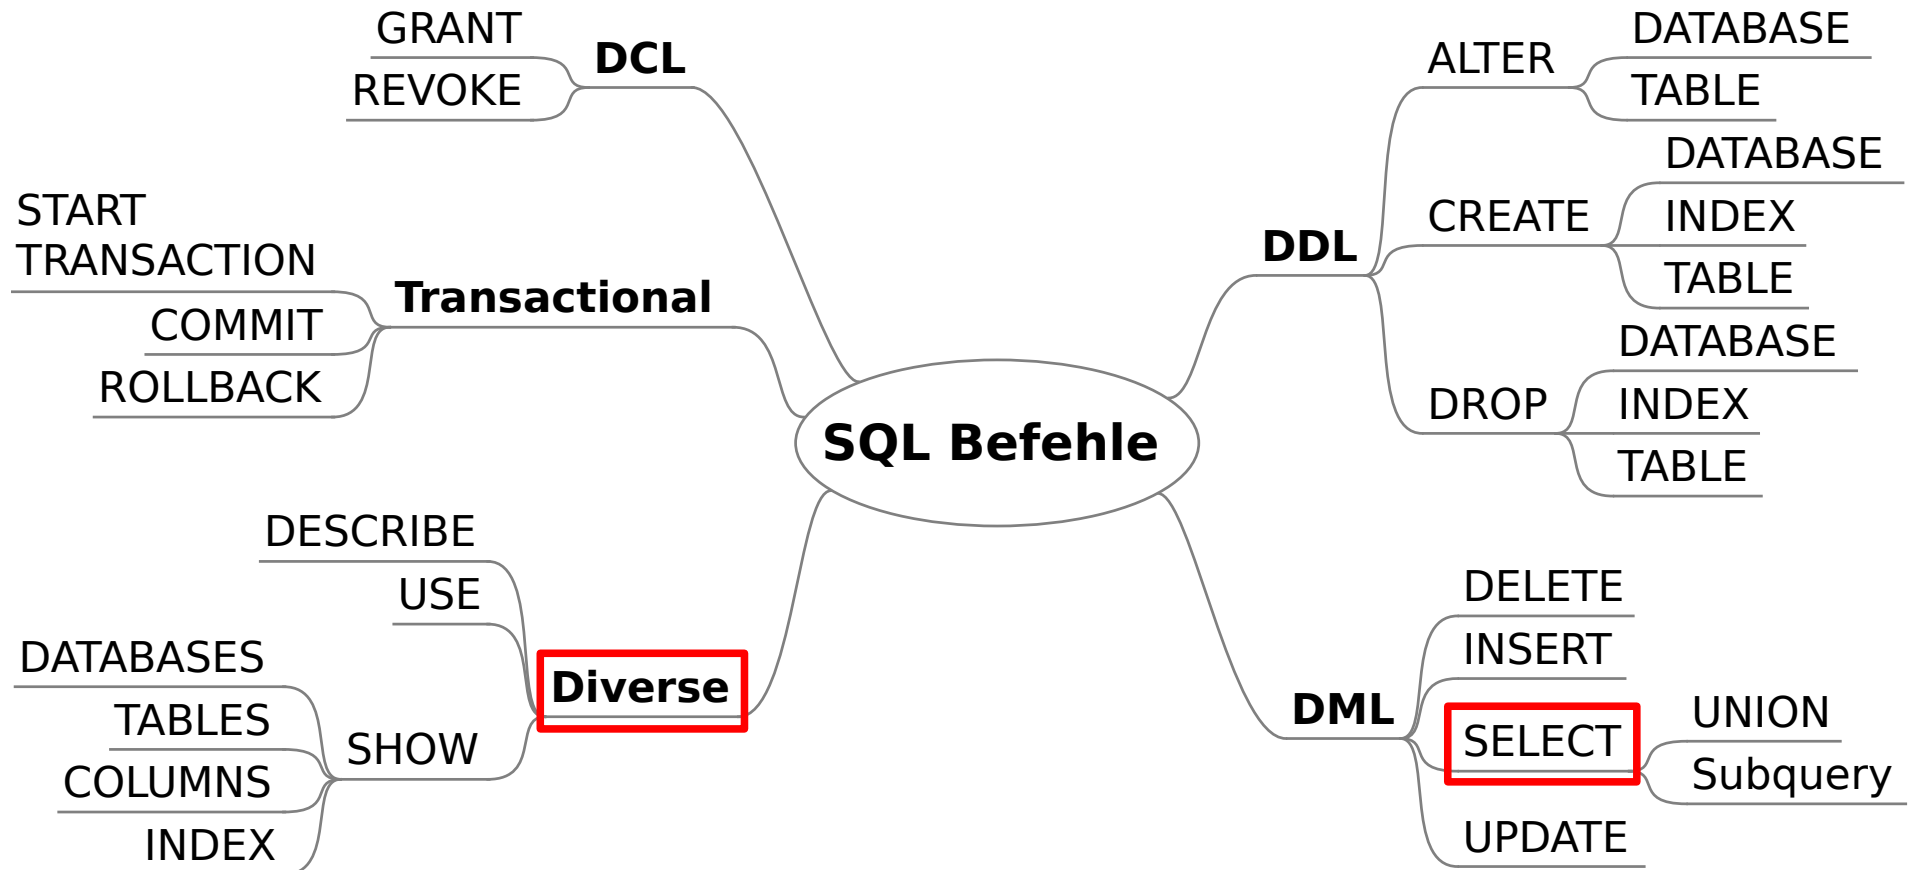 GRANT
REVOKE
DCL
START
TRANSACTION
COMMIT
ROLLBACK
Transactional
DESCRIBE
USE
DATABASES
TABLES
COLUMNS
INDEX
SHOW
Diverse
SQL Befehle
DDL
ALTER
DATABASE
TABLE
CREATE
DATABASE
INDEX
TABLE
DROP
DATABASE
INDEX
TABLE
DML
DELETE
INSERT
SELECT
UNION
Subquery
UPDATE